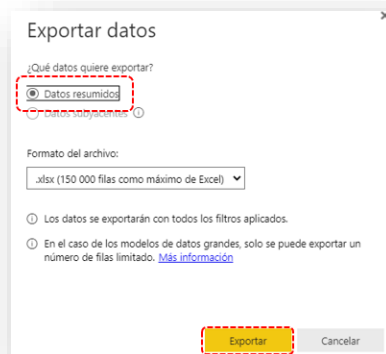 Exportar datos
¿Qué datos quiere exportar?
Datos resumidos
Datos subyacentes
Formato del archivo:
.xlsx (150 000 filas como máximo de Excel)
Los datos se exportarán con todos los filtros aplicados.
En el caso de los modelos de datos grandes, solo se puede exportar un
número de filas limitado. Más información
Exportar Cancelar